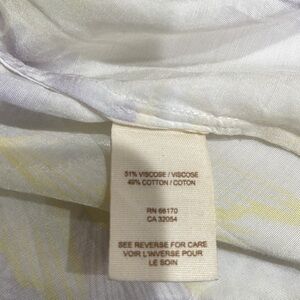 51% VISCOSE / VISCOSE
49% COTTON / COTON
RN 66170
CA 32054
SEE REVERSE FOR CARE
VOIR L'INVERSE POUR
LE SOIN